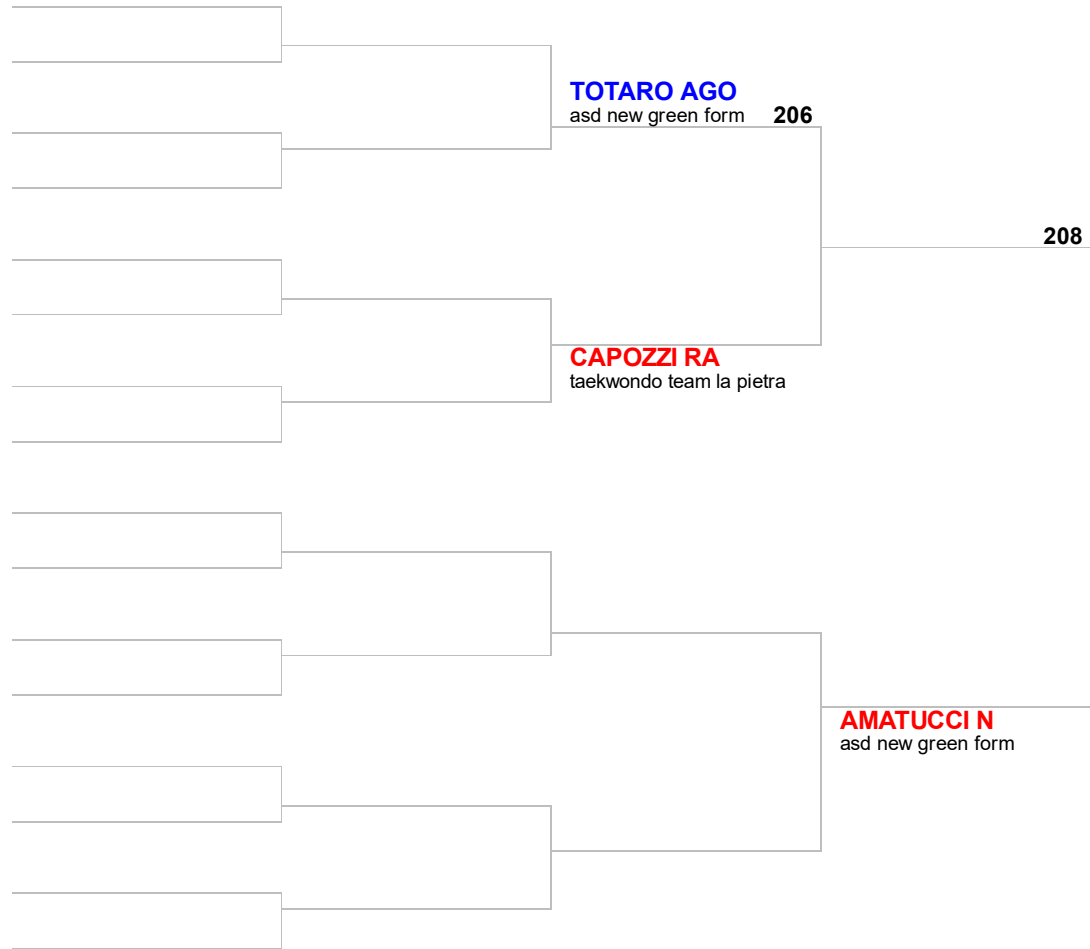 TOTARO AGO
asd new green form 206
208
CAPOZZI RA
taekwondo team la pietra
AMATUCCI N
asd new green form